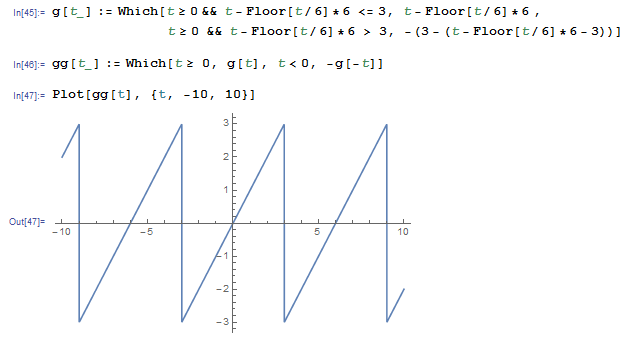 In[45]:= g[t_] := Which[t ≥ 0 && t - Floor[t/6] * 6 <= 3, t - Floor[t/6] * 6,
t ≥ 0 && t - Floor[t/6] * 6 > 3, -(3 - (t - Floor[t/6] * 6 - 3))]
In[46]:= gg[t_] := Which[t ≥ 0, g[t], t < 0, -g[-t]]
In[47]:= Plot[gg[t], {t, -10, 10}]
3
2
1
Out[47]=
-10 -5 5 10
-1
-2
-3